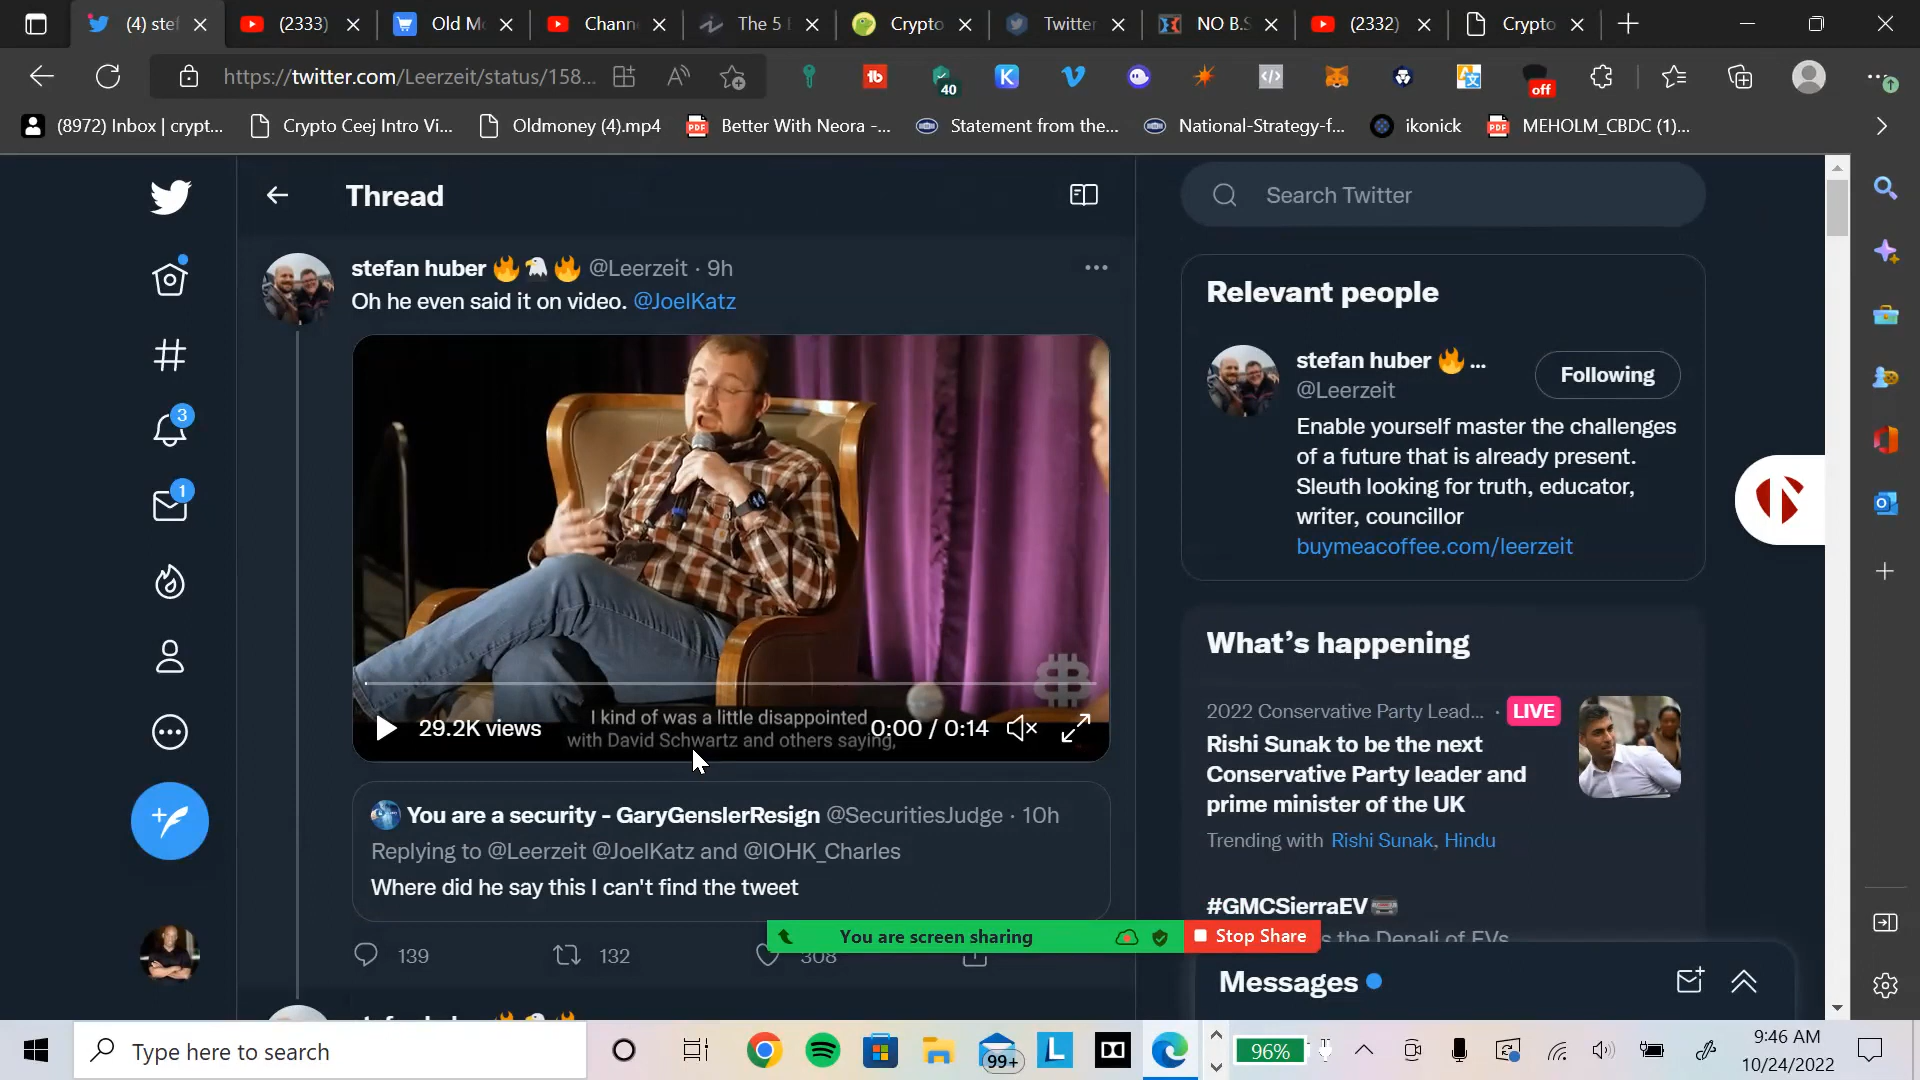 (4) stef
(2333)
Old Mo
Chann
The 5
Crypto
Twitter
NO B.S
(2332)
Crypto
https://twitter.com/Leerzeit/status/158...
40
off
(8972) Inbox | crypt...
Crypto Ceej Intro Vi...
Oldmoney (4).mp4
Better With Neora -...
Statement from the...
National-Strategy-f...
ikonick
MEHOLM_CBDC (1)...
Thread
Search Twitter
stefan huber 🔥🦅🔥 @Leerzeit · 9h
Oh he even said it on video. @JoelKatz
I kind of was a little disappointed
with David Schwartz and others saying,
29.2K views
0:00 / 0:14
You are a security - GaryGenslerResign @SecuritiesJudge · 10h
Replying to @Leerzeit @JoelKatz and @IOHK_Charles
Where did he say this I can't find the tweet
139
132
308
3
1
Relevant people
stefan huber 🔥 ...
@Leerzeit
Following
Enable yourself master the challenges
of a future that is already present.
Sleuth looking for truth, educator,
writer, councillor
buymeacoffee.com/leerzeit
What's happening
2022 Conservative Party Lead... · LIVE
Rishi Sunak to be the next
Conservative Party leader and
prime minister of the UK
Trending with Rishi Sunak, Hindu
#GMCSierraEV
s the Denali of EVs
You are screen sharing
Stop Share
Messages
Type here to search
99+
96%
9:46 AM
10/24/2022